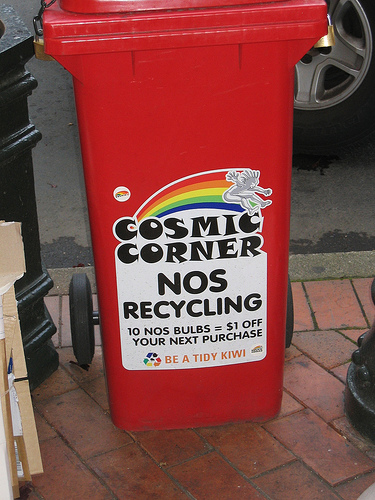 COSMIC
CORNER
NOS
RECYCLING
10 NOS BULBS = $1 OFF
YOUR NEXT PURCHASE
BE A TIDY KIWI